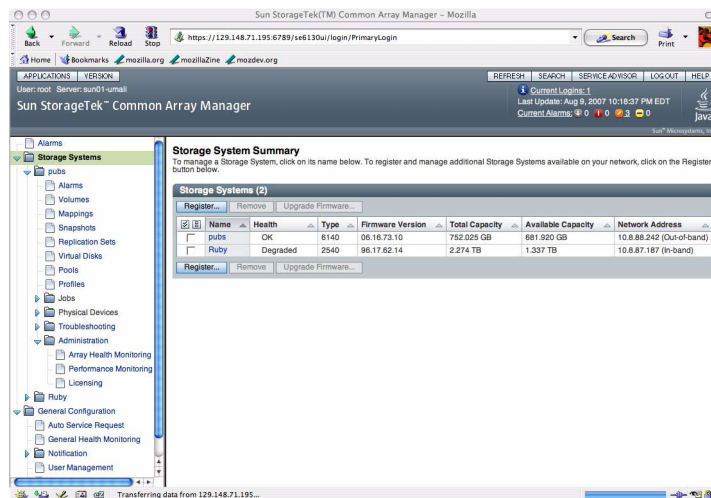 Sun StorageTek(TM) Common Array Manager - Mozilla
Back Forward Reload Stop https://129.148.71.195:6789/se6130ui/login/PrimaryLogin Search Print
Home Bookmarks mozilla.org mozillaZine mozdev.org
APPLICATIONS VERSION REFRESH SEARCH SERVICE ADVISOR LOG OUT HELP
User: root Server: sun01-umali
Current Logins: 1
Sun StorageTek™ Common Array Manager
Last Update: Aug 9, 2007 10:18:37 PM EDT
Current Alarms: 0 0 3 0
Java
Sun™ Microsystems, In
Alarms
Storage Systems
pubs
Alarms
Volumes
Mappings
Snapshots
Replication Sets
Virtual Disks
Pools
Profiles
Jobs
Physical Devices
Troubleshooting
Administration
Array Health Monitoring
Performance Monitoring
Licensing
Ruby
General Configuration
Auto Service Request
General Health Monitoring
Notification
User Management
Storage System Summary
To manage a Storage System, click on its name below. To register and manage additional Storage Systems available on your network, click on the Register
button below.
Storage Systems (2)
Register... Remove Upgrade Firmware...
Name Health Type Firmware Version Total Capacity Available Capacity Network Address
pubs OK 6140 06.16.73.10 752.025 GB 681.920 GB 10.8.88.242 (Out-of-band)
Ruby Degraded 2540 96.17.62.14 2.274 TB 1.337 TB 10.8.87.187 (In-band)
Register... Remove Upgrade Firmware...
Transferring data from 129.148.71.195...